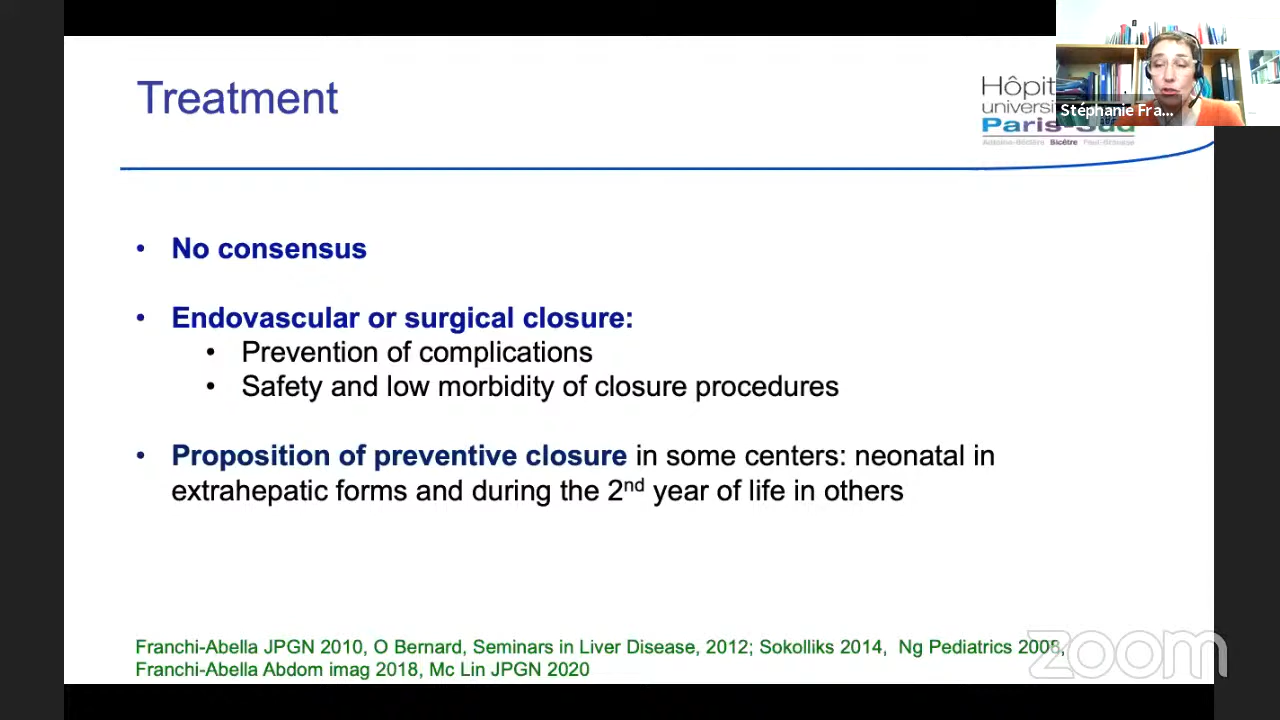 Treatment
Hôpit
universi
Paris-Sud
Stéphanie Fra...
• No consensus
• Endovascular or surgical closure:
• Prevention of complications
• Safety and low morbidity of closure procedures
• Proposition of preventive closure in some centers: neonatal in
extrahepatic forms and during the 2nd year of life in others
Franchi-Abella JPGN 2010, O Bernard, Seminars in Liver Disease, 2012; Sokolliks 2014, Ng Pediatrics 2008,
Franchi-Abella Abdom imag 2018, Mc Lin JPGN 2020
zoom